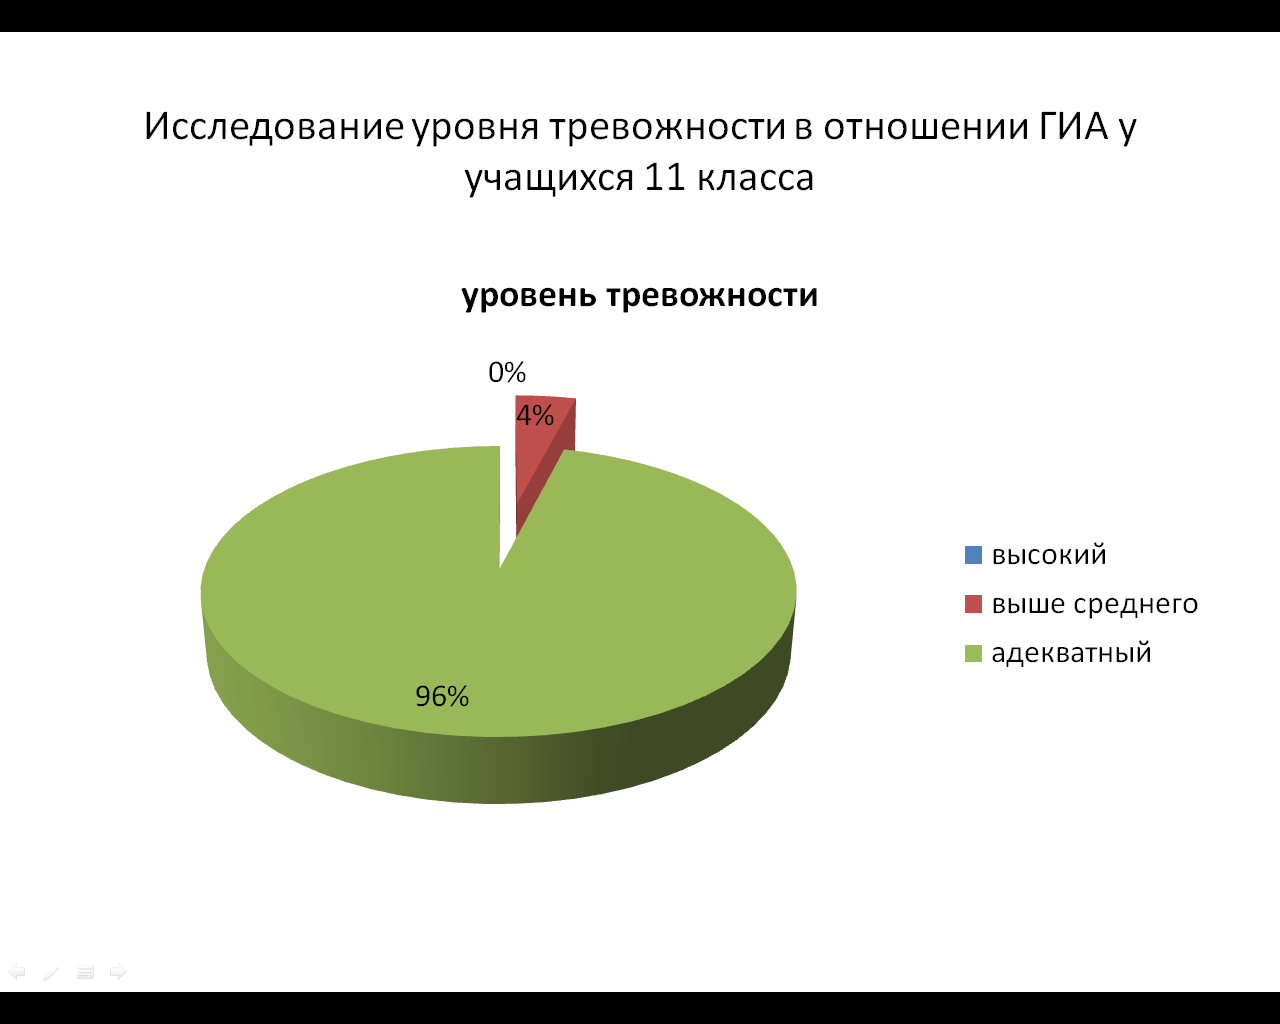 Исследование уровня тревожности в отношении ГИА у
учащихся 11 класса
уровень тревожности
0%
4%
96%
высокий
выше среднего
адекватный